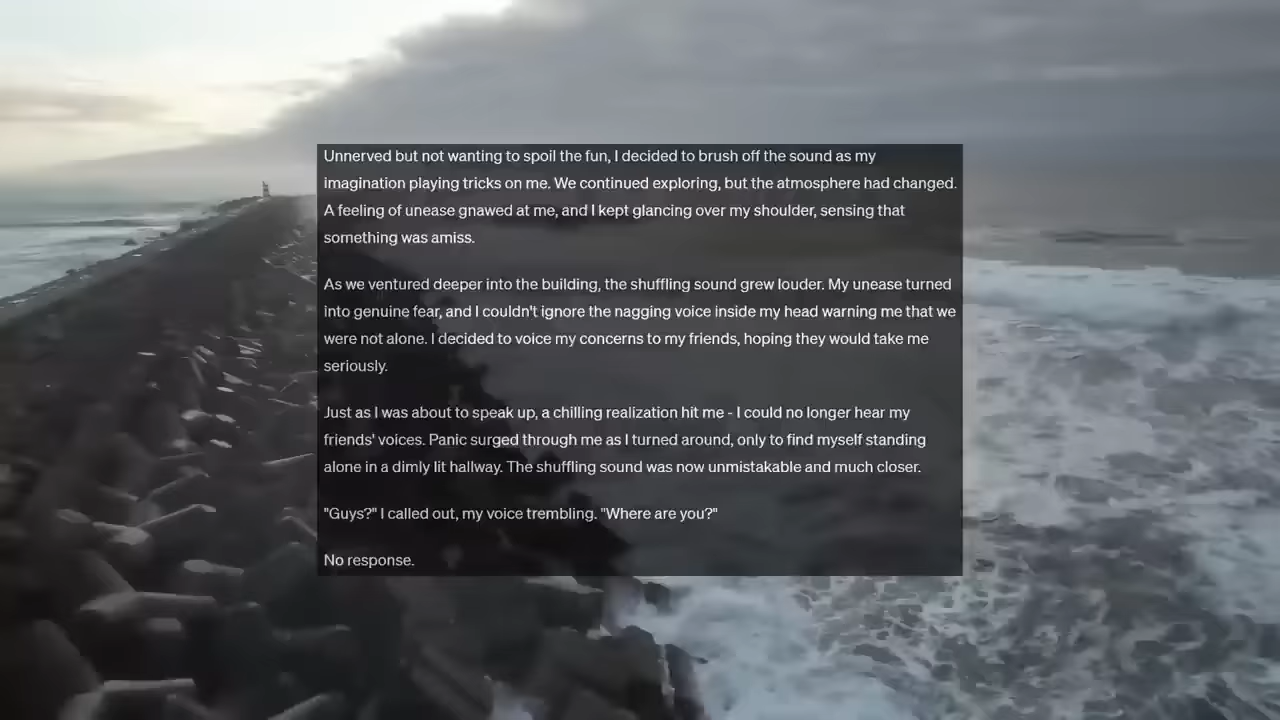 Unnerved but not wanting to spoil the fun, I decided to brush off the sound as my
imagination playing tricks on me. We continued exploring, but the atmosphere had changed.
A feeling of unease gnawed at me, and I kept glancing over my shoulder, sensing that
something was amiss.
As we ventured deeper into the building, the shuffling sound grew louder. My unease turned
into genuine fear, and I couldn't ignore the nagging voice inside my head warning me that we
were not alone. I decided to voice my concerns to my friends, hoping they would take me
seriously.
Just as I was about to speak up, a chilling realization hit me - I could no longer hear my
friends' voices. Panic surged through me as I turned around, only to find myself standing
alone in a dimly lit hallway. The shuffling sound was now unmistakable and much closer.
"Guys?" I called out, my voice trembling. "Where are you?"
No response.